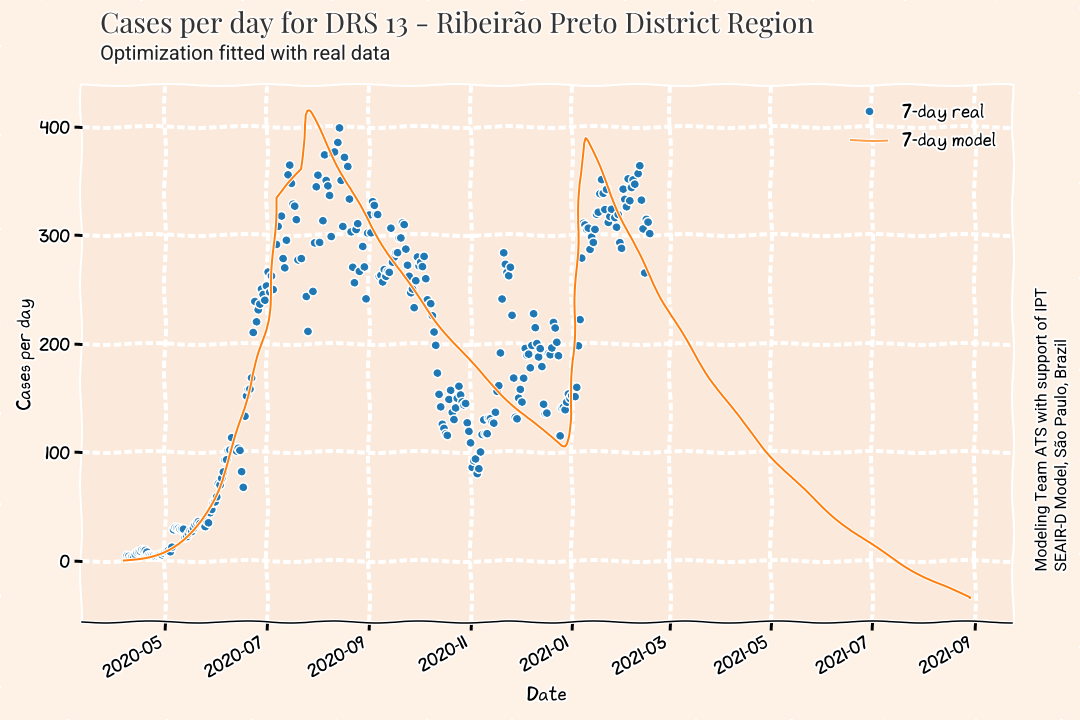 Cases per day for DRS 13 - Ribeirão Preto District Region
Optimization fitted with real data
7-day real
7-day model
400
300
200
100
0
Cases per day
2020-05
2020-07
2020-09
2020-11
2021-01
2021-03
2021-05
2021-07
2021-09
Date
Modeling Team ATS with support of IPT
SEAIR-D Model, São Paulo, Brazil